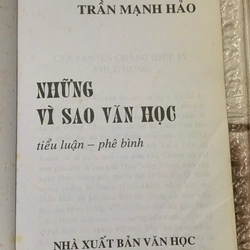 TRẦN MẠNH HẢO
NHỮNG
VÌ SAO VĂN HỌC
tiểu luận – phê bình
NHÀ XUẤT BẢN VĂN HỌC